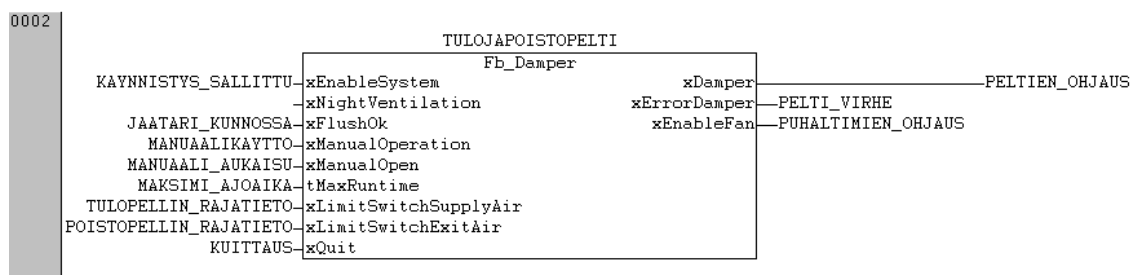 0002
TULOJAPOISTOPELTI
Fb_Damper
KAYNNISTYS_SALLITTU xEnableSystem xDamper PELTIEN_OHJAUS
xNightVentilation xErrorDamper PELTI_VIRHE
JAATARI_KUNNOSSA xFlushOk xEnableFan PUHALTIMIEN_OHJAUS
MANUAALIKAYTTO xManualOperation
MANUAALI_AUKAISU xManualOpen
MAKSIMI_AJOAIKA tMaxRuntime
TULOPELLIN_RAJATIETO xLimitSwitchSupplyAir
POISTOPELLIN_RAJATIETO xLimitSwitchExitAir
KUITTAUS xQuit